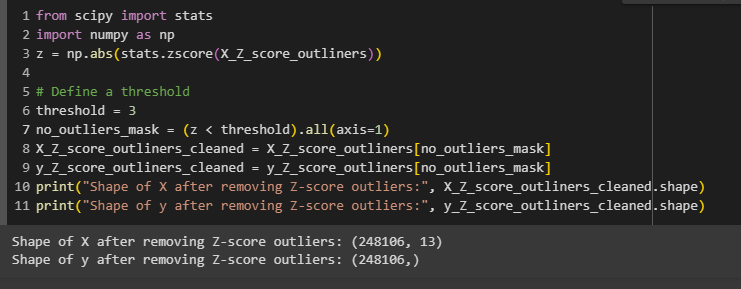 1 from scipy import stats
2 import numpy as np
3 z = np.abs(stats.zscore(X_Z_score_outliners))
4
5 # Define a threshold
6 threshold = 3
7 no_outliers_mask = (z < threshold).all(axis=1)
8 X_Z_score_outliners_cleaned = X_Z_score_outliners[no_outliers_mask]
9 y_Z_score_outliners_cleaned = y_Z_score_outliners[no_outliers_mask]
10 print("Shape of X after removing Z-score outliers:", X_Z_score_outliners_cleaned.shape)
11 print("Shape of y after removing Z-score outliers:", y_Z_score_outliners_cleaned.shape)
Shape of X after removing Z-score outliers: (248106, 13)
Shape of y after removing Z-score outliers: (248106,)